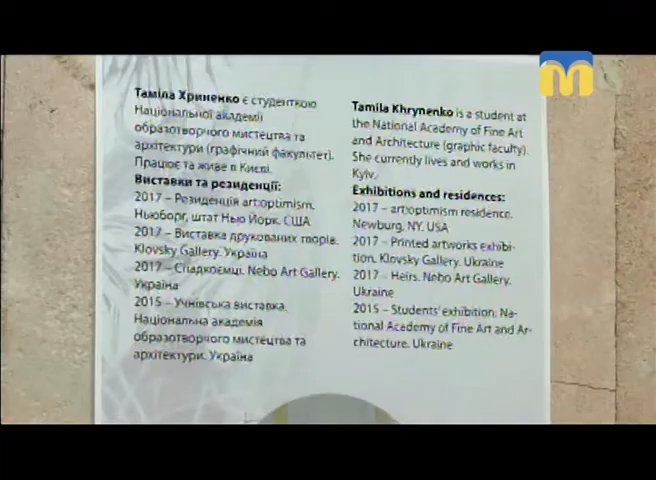 Таміла Хриненко є студенткою
Національної академії
образотворчого мистецтва та
архітектури (графічний факультет).
Працює та живе в Києві.
Виставки та резиденції:
2017 – Резиденція art:optimism.
Ньюборг, штат Нью Йорк. США
2017 – Виставка друкованих творів.
Klovsky Gallery. Україна
2017 – Спадкоємці. Nebo Art Gallery.
Україна
2015 – Учнівська виставка.
Національна академія
образотворчого мистецтва та
архітектури. Україна
Tamila Khrynenko is a student at
the National Academy of Fine Art
and Architecture (graphic faculty).
She currently lives and works in
Kyiv.
Exhibitions and residences:
2017 – art:optimism residence.
Newburg, NY. USA
2017 – Printed artworks exhibi-
tion. Klovsky Gallery. Ukraine
2017 – Heirs. Nebo Art Gallery.
Ukraine
2015 – Students' exhibition. Na-
tional Academy of Fine Art and Ar-
chitecture. Ukraine